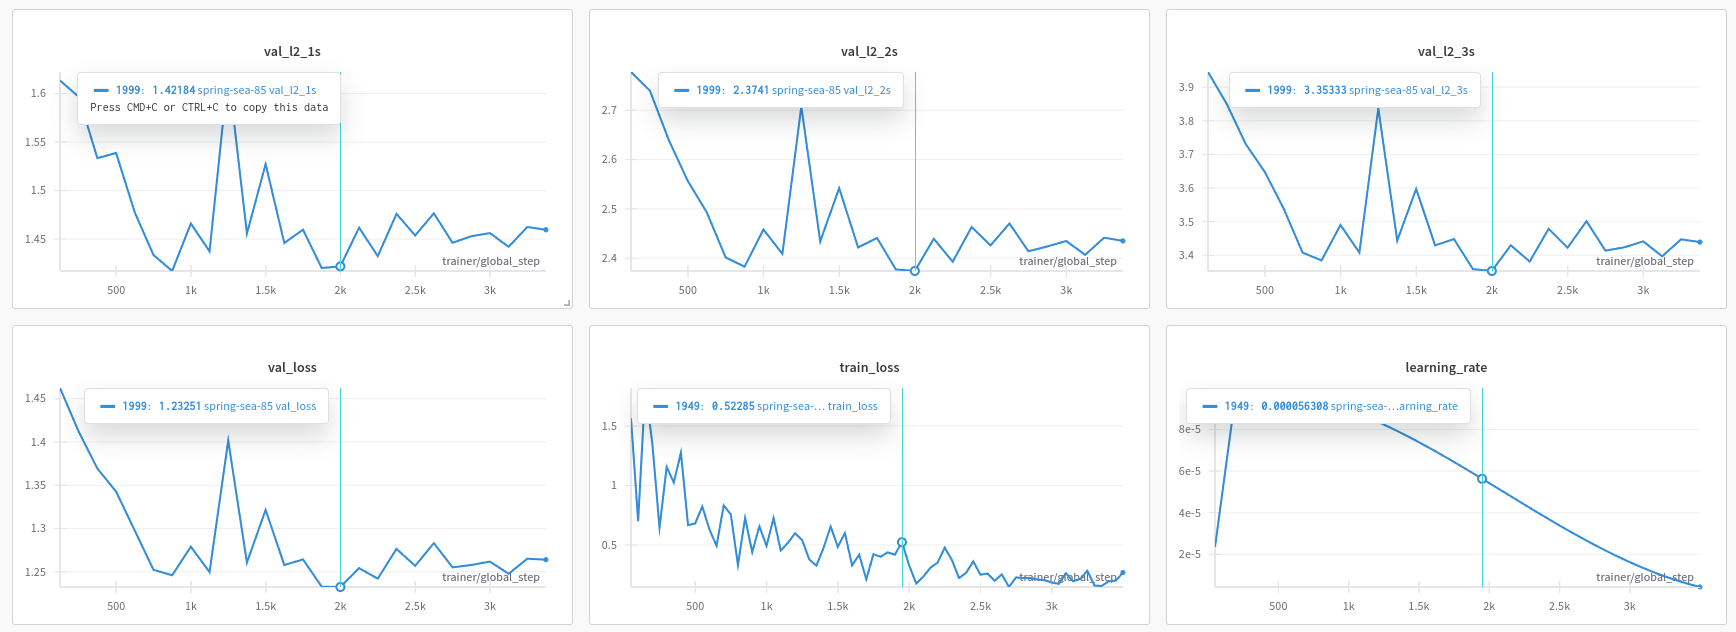 val_l2_1s
1999: 1.42184 spring-sea-85 val_l2_1s
Press CMD+C or CTRL+C to copy this data
1.6
1.55
1.5
1.45
trainer/global_step
500 1k 1.5k 2k 2.5k 3k
val_l2_2s
1999: 2.3741 spring-sea-85 val_l2_2s
2.7
2.6
2.5
2.4
trainer/global_step
500 1k 1.5k 2k 2.5k 3k
val_l2_3s
1999: 3.35333 spring-sea-85 val_l2_3s
3.9
3.8
3.7
3.6
3.5
3.4
trainer/global_step
500 1k 1.5k 2k 2.5k 3k
val_loss
1999: 1.23251 spring-sea-85 val_loss
1.45
1.4
1.35
1.3
1.25
trainer/global_step
500 1k 1.5k 2k 2.5k 3k
train_loss
1949: 0.52285 spring-sea-... train_loss
1.5
1
0.5
trainer/global_step
500 1k 1.5k 2k 2.5k 3k
learning_rate
1949: 0.000056308 spring-sea-...arning_rate
8e-5
6e-5
4e-5
2e-5
trainer/global_step
500 1k 1.5k 2k 2.5k 3k